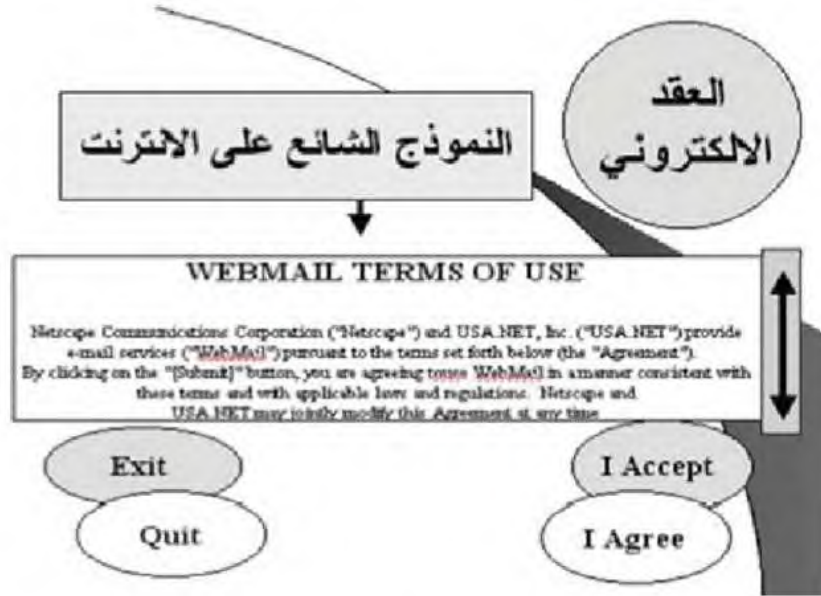 العقد
الالكتروني
النموذج الشائع على الانترنت
WEBMAIL TERMS OF USE
Netscape Communications Corporation ("Netscape") and USA.NET, Inc. ("USA.NET") provide
e-mail services ("WebMail") pursuant to the terms set forth below (the "Agreement").
By clicking on the "[Submit]" button, you are agreeing touse WebMail in a manner consistent with
these terms and with applicable laws and regulations. Netscape and
USA.NET may jointly modify this Agreement at any time
Exit
I Accept
Quit
I Agree